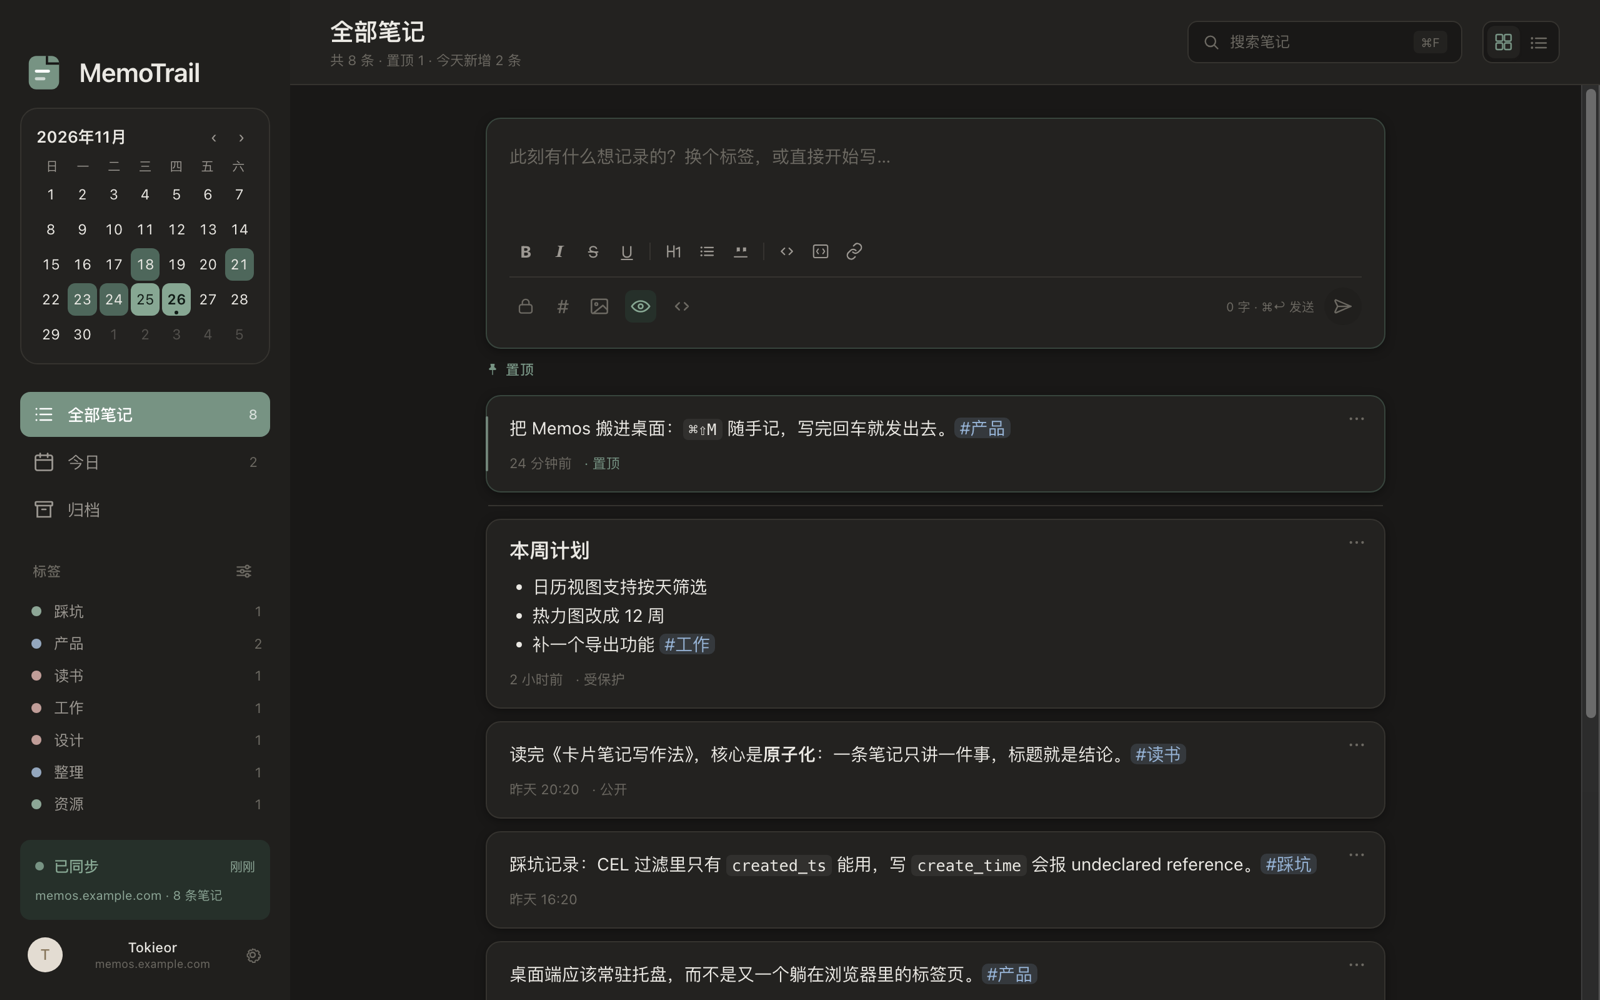 MemoTrail
2026年11月 ‹ ›
日 一 二 三 四 五 六
1 2 3 4 5 6 7
8 9 10 11 12 13 14
15 16 17 18 19 20 21
22 23 24 25 26 27 28
29 30 1 2 3 4 5
全部笔记 8
今日 2
归档
标签
踩坑 1
产品 2
读书 1
工作 1
设计 1
整理 1
资源 1
已同步 刚刚
memos.example.com · 8 条笔记
T
Tokieor
memos.example.com
全部笔记
共 8 条 · 置顶 1 · 今天新增 2 条
搜索笔记 ⌘F
此刻有什么想记录的？换个标签，或直接开始写...
B I S U H1
# 0 字 · ⌘↩ 发送
置顶
把 Memos 搬进桌面：⌘⇧M 随手记，写完回车就发出去。#产品
24 分钟前 · 置顶
本周计划
• 日历视图支持按天筛选
• 热力图改成 12 周
• 补一个导出功能 #工作
2 小时前 · 受保护
读完《卡片笔记写作法》，核心是原子化：一条笔记只讲一件事，标题就是结论。#读书
昨天 20:20 · 公开
踩坑记录：CEL 过滤里只有 created_ts 能用，写 create_time 会报 undeclared reference。#踩坑
昨天 16:20
桌面端应该常驻托盘，而不是又一个躺在浏览器里的标签页。#产品